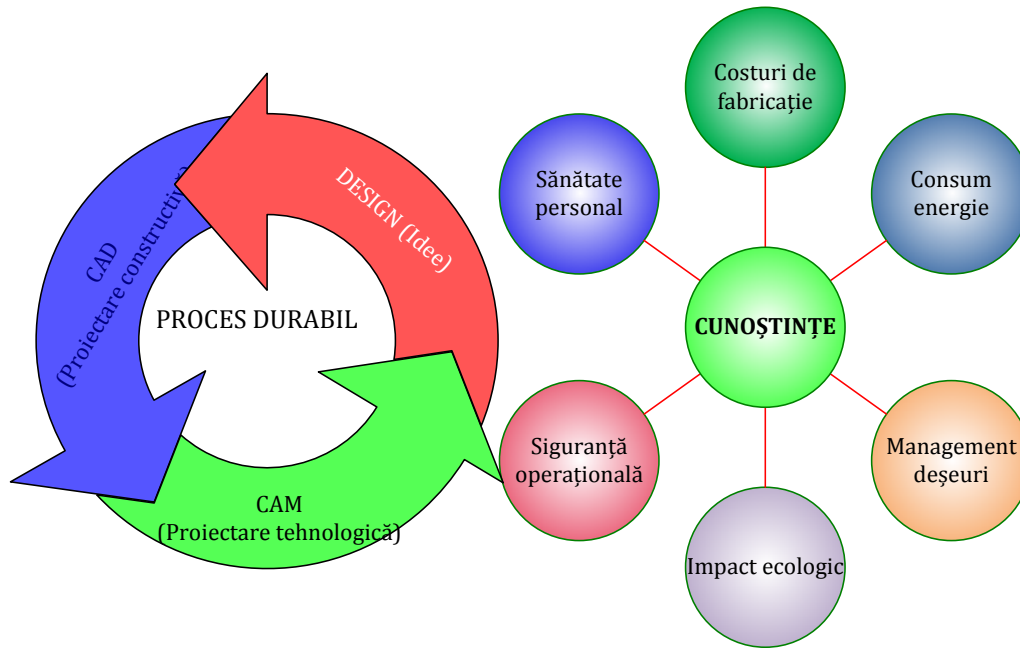 DESIGN (Idee)
CAD
(Proiectare constructivă)
PROCES DURABIL
CAM
(Proiectare tehnologică)
Costuri de
fabricație
Sănătate
personal
Consum
energie
CUNOȘTINȚE
Siguranță
operațională
Management
deșeuri
Impact ecologic